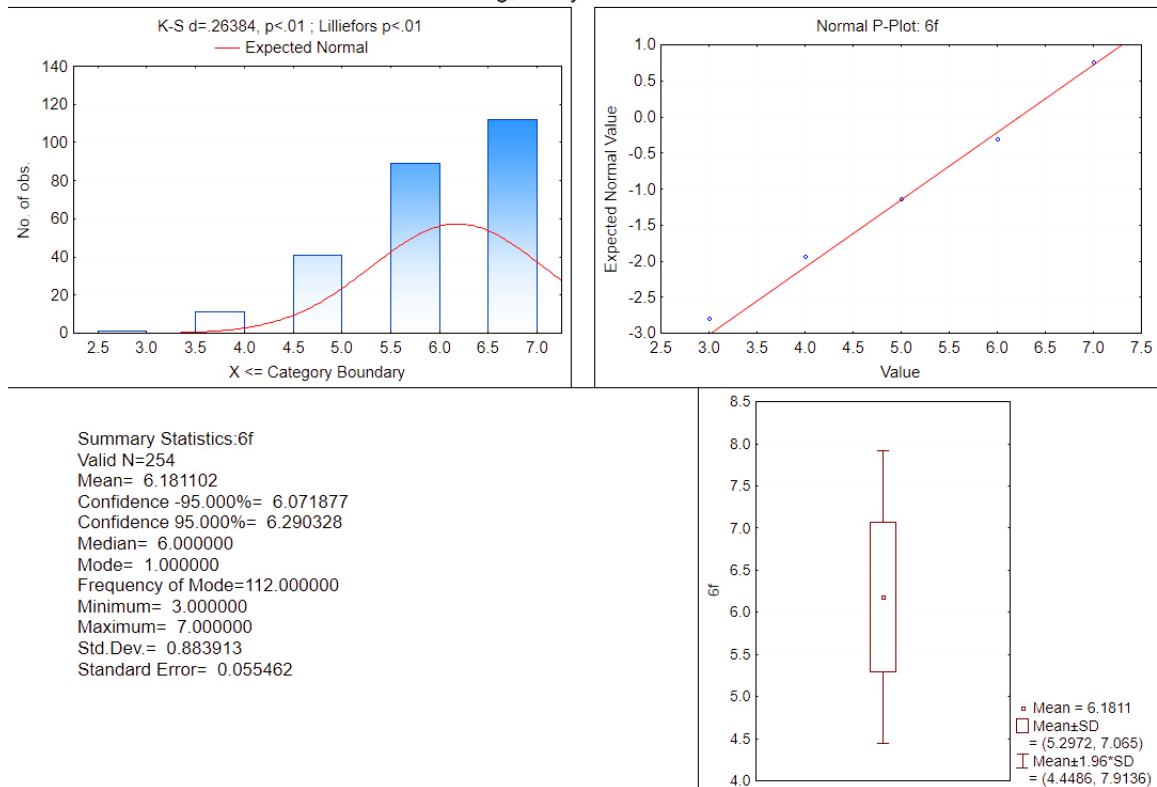 K-S d=.26384, p<.01 ; Lilliefors p<.01
Expected Normal
140
120
100
80
60
40
20
0
No. of obs.
2.5 3.0 3.5 4.0 4.5 5.0 5.5 6.0 6.5 7.0
X <= Category Boundary
Normal P-Plot: 6f
1.0
0.5
0.0
-0.5
-1.0
-1.5
-2.0
-2.5
-3.0
Expected Normal Value
2.5 3.0 3.5 4.0 4.5 5.0 5.5 6.0 6.5 7.0 7.5
Value
Summary Statistics:6f
Valid N=254
Mean= 6.181102
Confidence -95.000%= 6.071877
Confidence 95.000%= 6.290328
Median= 6.000000
Mode= 1.000000
Frequency of Mode=112.000000
Minimum= 3.000000
Maximum= 7.000000
Std.Dev.= 0.883913
Standard Error= 0.055462
8.5
8.0
7.5
7.0
6.5
6.0
5.5
5.0
4.5
4.0
6f
Mean = 6.1811
Mean±SD
= (5.2972, 7.065)
Mean±1.96*SD
= (4.4486, 7.9136)